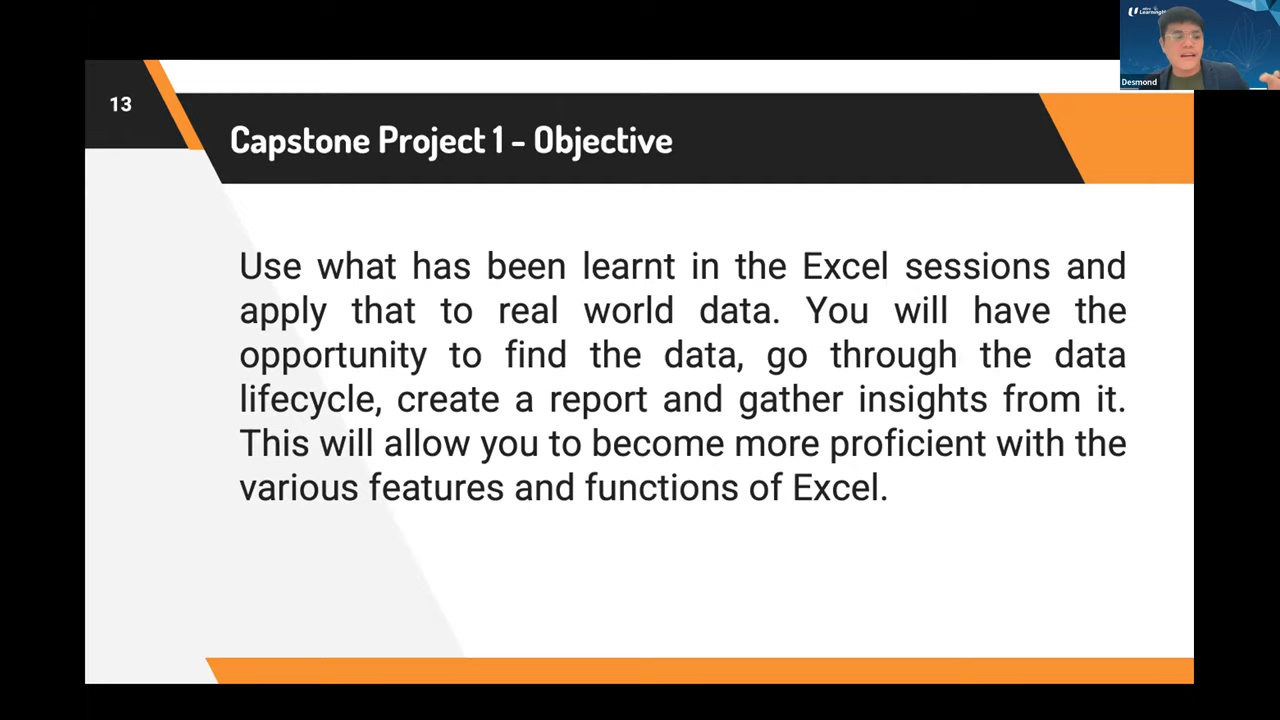 LearningH
Desmond
13
Capstone Project 1 - Objective
Use what has been learnt in the Excel sessions and
apply that to real world data. You will have the
opportunity to find the data, go through the data
lifecycle, create a report and gather insights from it.
This will allow you to become more proficient with the
various features and functions of Excel.